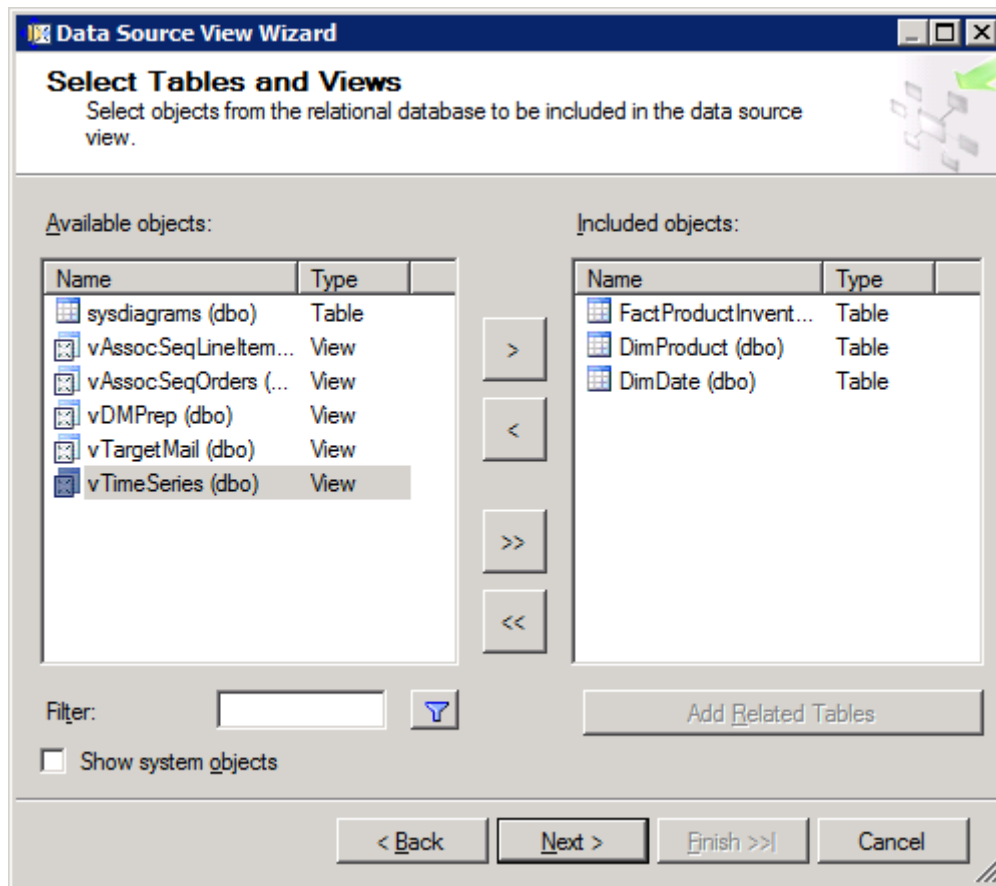 Data Source View Wizard
Select Tables and Views
Select objects from the relational database to be included in the data source
view.
Available objects:
Included objects:
Name Type
sysdiagrams (dbo) Table
vAssocSeqLineItem... View
vAssocSeqOrders (... View
vDMPrep (dbo) View
vTargetMail (dbo) View
vTimeSeries (dbo) View
>
<
>>
<<
Name Type
FactProductInvent... Table
DimProduct (dbo) Table
DimDate (dbo) Table
Filter:
Add Related Tables
Show system objects
< Back Next > Finish >>| Cancel